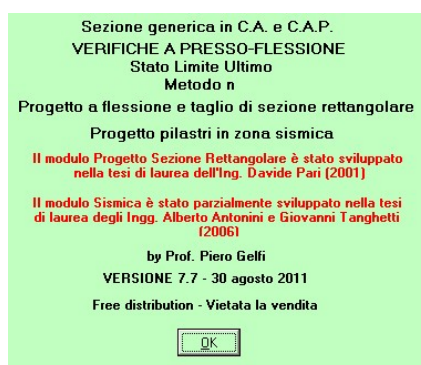 Sezione generica in C.A. e C.A.P.
VERIFICHE A PRESSO-FLESSIONE
Stato Limite Ultimo
Metodo n
Progetto a flessione e taglio di sezione rettangolare
Progetto pilastri in zona sismica
Il modulo Progetto Sezione Rettangolare è stato sviluppato
nella tesi di laurea dell'Ing. Davide Pari (2001)
Il modulo Sismica è stato parzialmente sviluppato nella tesi
di laurea degli Ingg. Alberto Antonini e Giovanni Tanghetti
(2006)
by Prof. Piero Gelfi
VERSIONE 7.7 - 30 agosto 2011
Free distribution - Vietata la vendita
OK